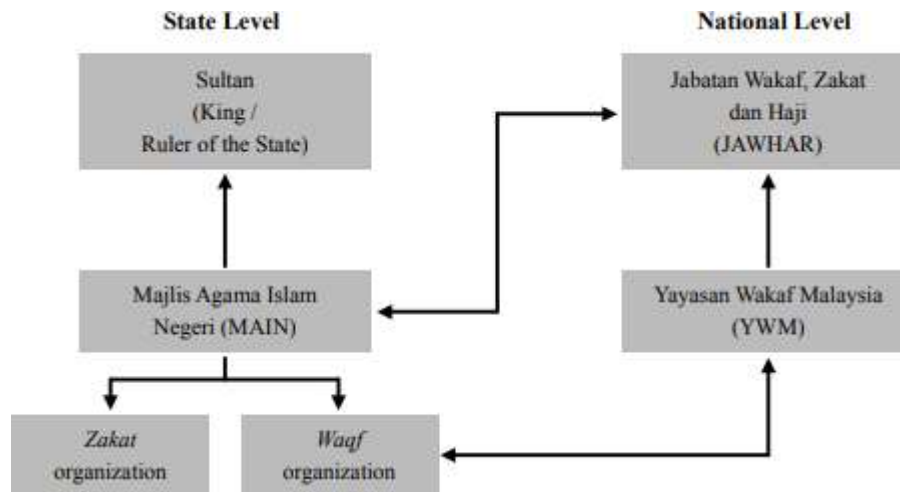 State Level
National Level
Sultan
(King /
Ruler of the State)
Jabatan Wakaf, Zakat
dan Haji
(JAWHAR)
Majlis Agama Islam
Negeri (MAIN)
Yayasan Wakaf Malaysia
(YWM)
Zakat
organization
Waqf
organization